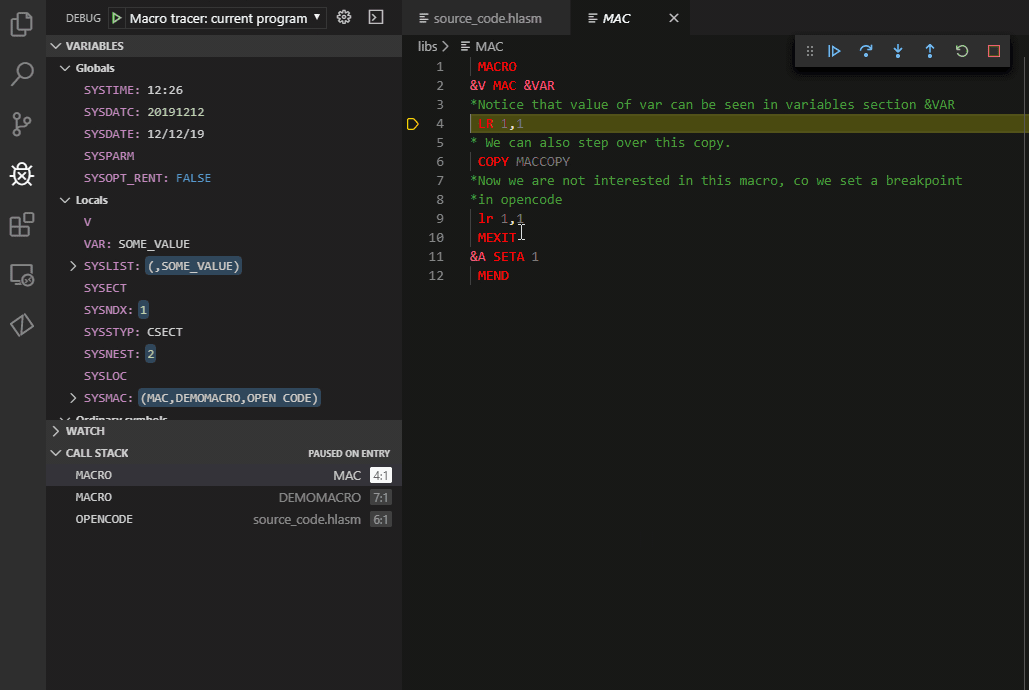 DEBUG Macro tracer: current program
VARIABLES
Globals
SYSTIME: 12:26
SYSDATC: 20191212
SYSDATE: 12/12/19
SYSPARM
SYSOPT_RENT: FALSE
Locals
V
VAR: SOME_VALUE
SYSLIST: (,SOME_VALUE)
SYSECT
SYSNDX: 1
SYSSTYP: CSECT
SYSNEST: 2
SYSLOC
SYSMAC: (MAC,DEMOMACRO,OPEN CODE)
Ordinary symbols
WATCH
CALL STACK PAUSED ON ENTRY
MACRO MAC 4:1
MACRO DEMOMACRO 7:1
OPENCODE source_code.hlasm 6:1
source_code.hlasm MAC
libs > MAC
1 MACRO
2 &V MAC &VAR
3 *Notice that value of var can be seen in variables section &VAR
4 LR 1,1
5 * We can also step over this copy.
6 COPY MACCOPY
7 *Now we are not interested in this macro, co we set a breakpoint
8 *in opencode
9 lr 1,1
10 MEXIT
11 &A SETA 1
12 MEND